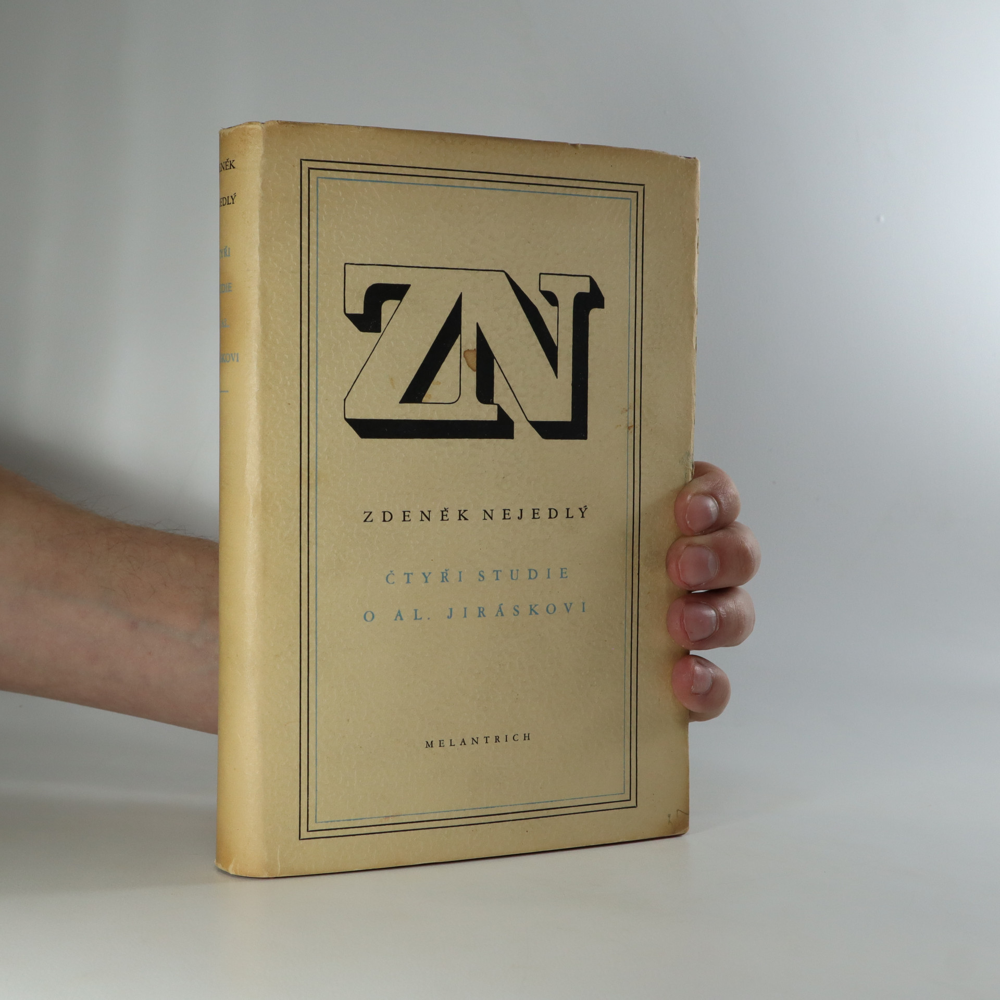 ZN
ZDENĚK NEJEDLÝ
ČTYŘI STUDIE
O AL. JIRÁSKOVI
MELANTRICH